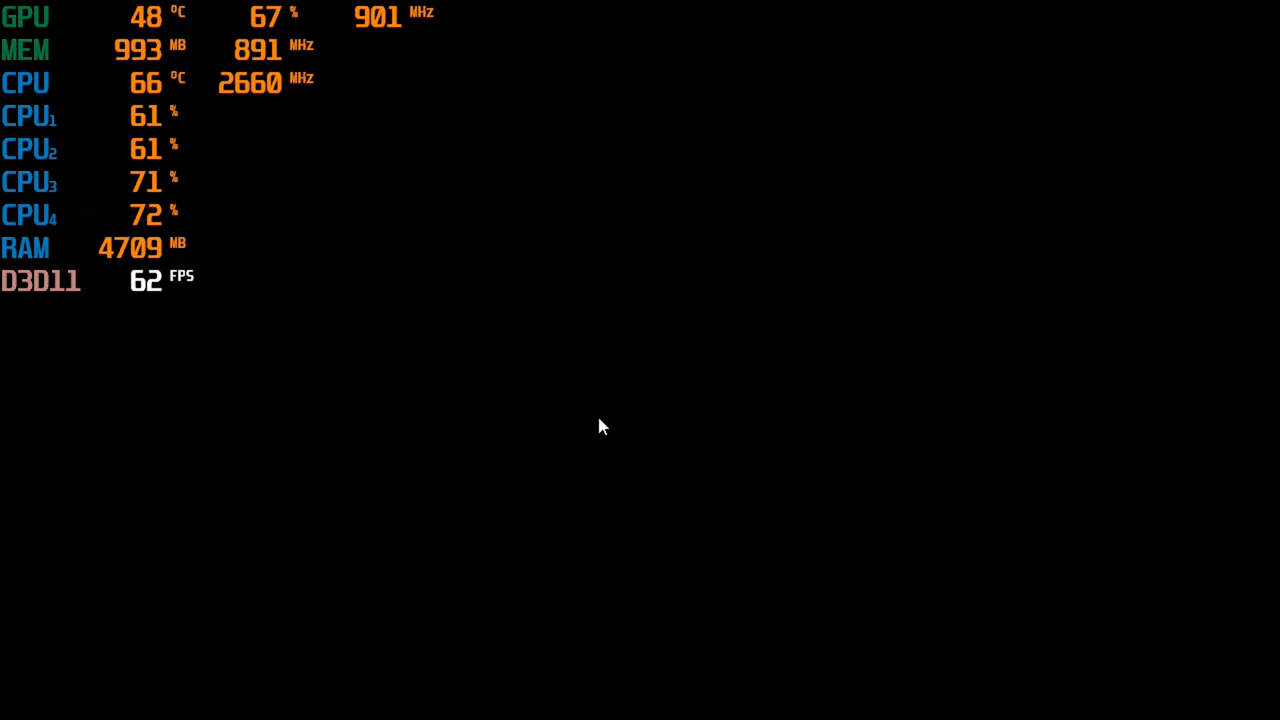 GPU 48 °C 67 % 901 MHz
MEM 993 MB 891 MHz
CPU 66 °C 2660 MHz
CPU1 61 %
CPU2 61 %
CPU3 71 %
CPU4 72 %
RAM 4709 MB
D3D11 62 FPS